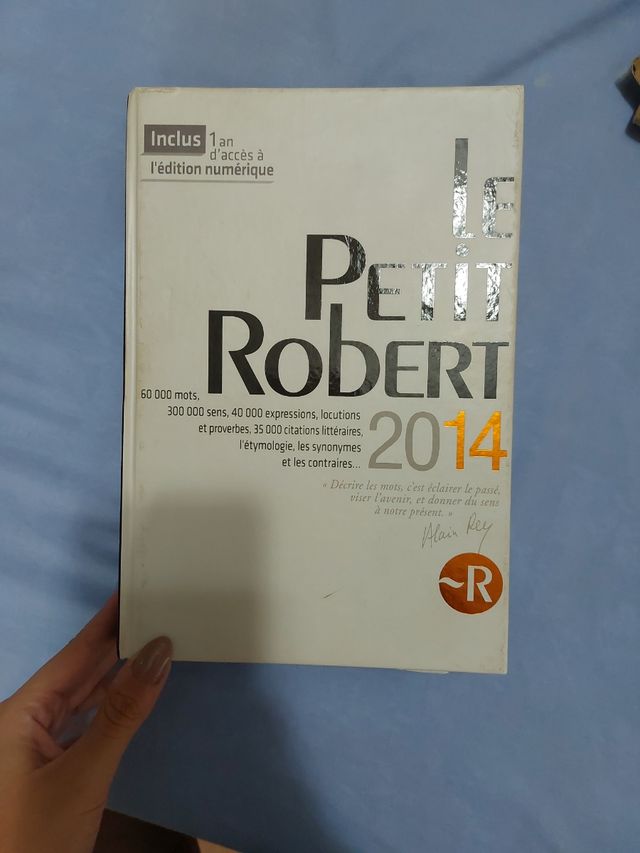 Inclus 1 an
d'accès à
l'édition numérique
LE
PETIT
ROBERT
60 000 mots,
300 000 sens, 40 000 expressions, locutions
et proverbes, 35 000 citations littéraires,
l'étymologie, les synonymes
et les contraires...
2014
« Décrire les mots, c'est éclairer le passé,
viser l'avenir, et donner du sens
à notre présent. »
Alain Rey
~R